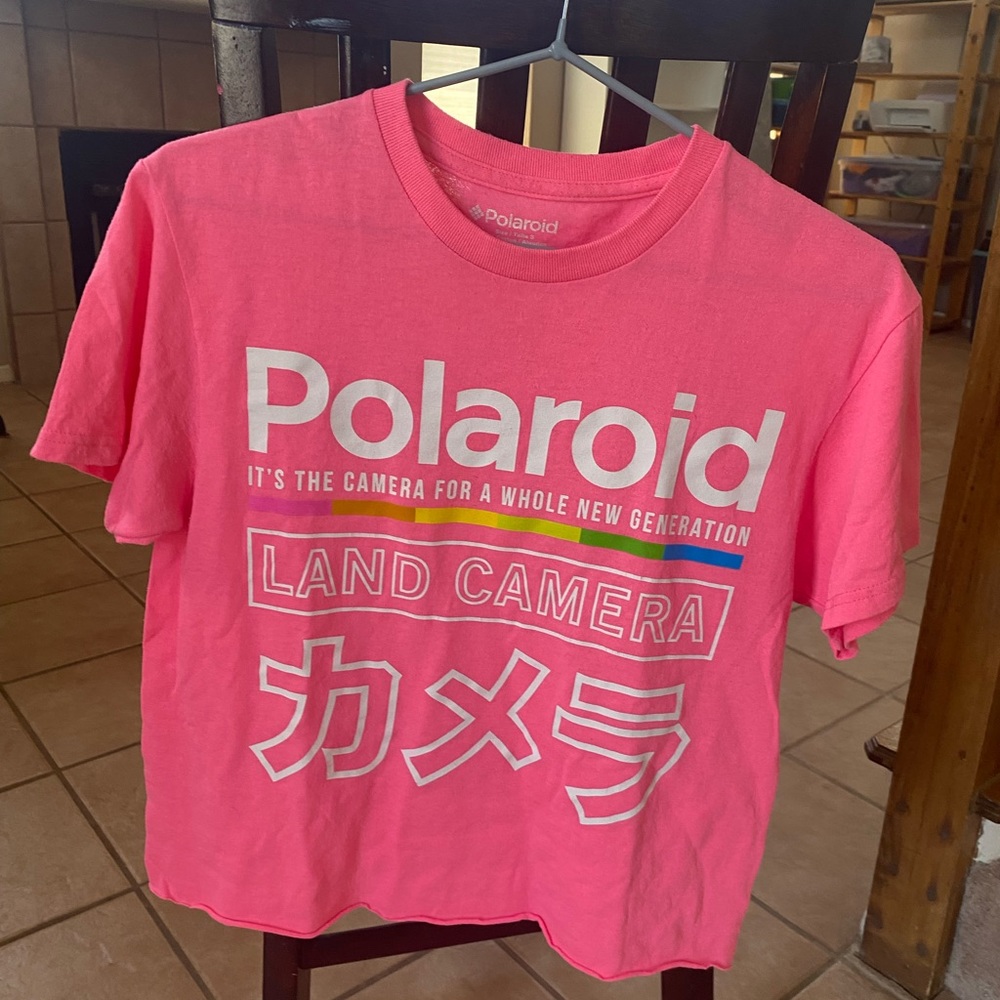 Polaroid
Polaroid
IT'S THE CAMERA FOR A WHOLE NEW GENERATION
LAND CAMERA
カメラ